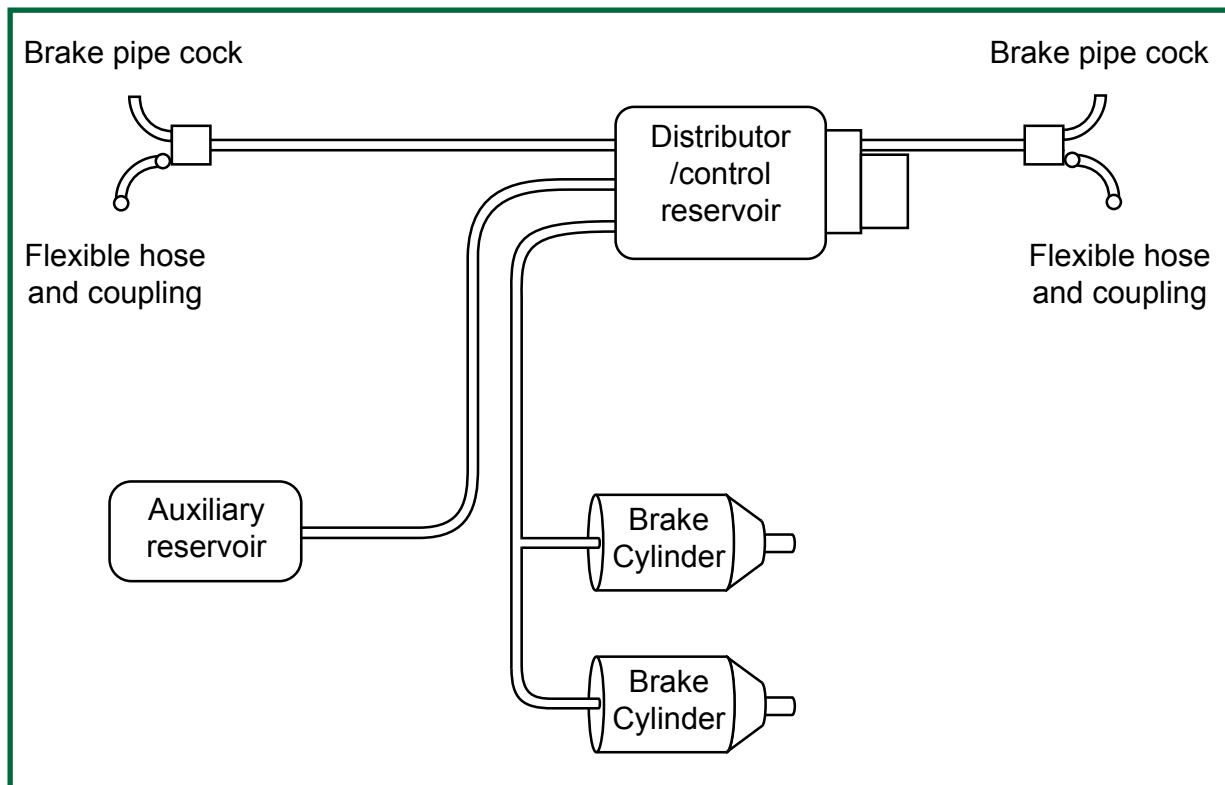 Brake pipe cock
Brake pipe cock
Distributor
/control
reservoir
Flexible hose
and coupling
Flexible hose
and coupling
Auxiliary
reservoir
Brake
Cylinder
Brake
Cylinder